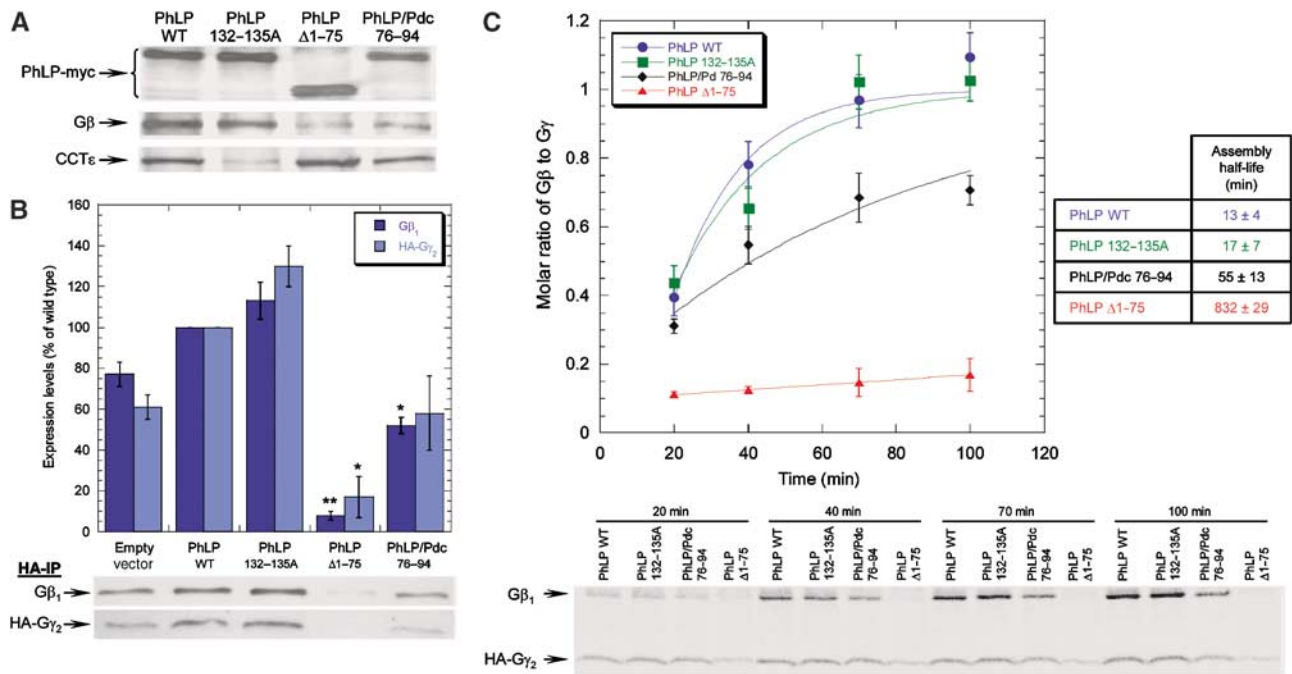 A
PhLP WT
PhLP 132–135A
PhLP Δ1–75
PhLP/Pdc 76–94
PhLP-myc
Gβ
CCTε
B
Expression levels (% of wild type)
160
140
120
100
80
60
40
20
0
Gβ1
HA-Gγ2
**
*
*
Empty vector
PhLP WT
PhLP 132–135A
PhLP Δ1–75
PhLP/Pdc 76–94
HA-IP
Gβ1
HA-Gγ2
C
Molar ratio of Gβ to Gγ
1.2
1
0.8
0.6
0.4
0.2
0
PhLP WT
PhLP 132–135A
PhLP/Pd 76–94
PhLP Δ1–75
0 20 40 60 80 100 120
Time (min)
Assembly half-life (min)
PhLP WT 13 ± 4
PhLP 132–135A 17 ± 7
PhLP/Pdc 76–94 55 ± 13
PhLP Δ1–75 832 ± 29
20 min 40 min 70 min 100 min
PhLP WT
PhLP 132–135A
PhLP/Pdc 76–94
PhLP Δ1–75
PhLP WT
PhLP 132–135A
PhLP/Pdc 76–94
PhLP Δ1–75
PhLP WT
PhLP 132–135A
PhLP/Pdc 76–94
PhLP Δ1–75
PhLP WT
PhLP 132–135A
PhLP/Pdc 76–94
PhLP Δ1–75
Gβ1
HA-Gγ2